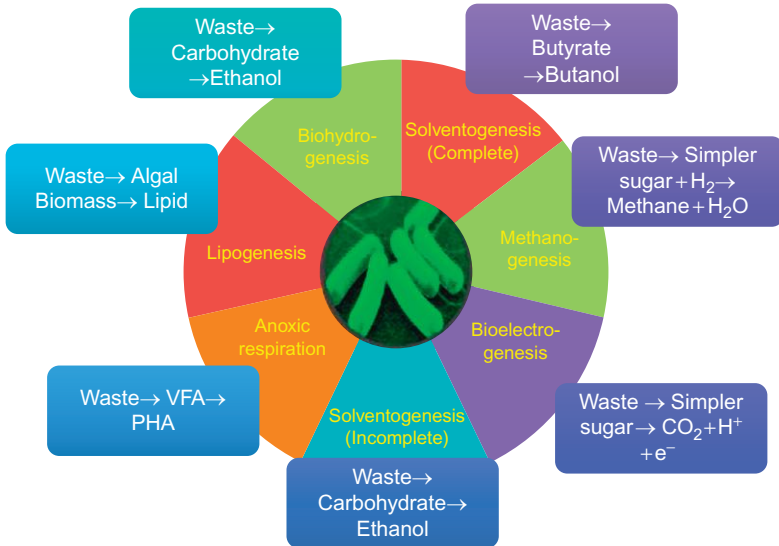 Waste→
Carbohydrate
→Ethanol
Waste→
Butyrate
→Butanol
Biohydro-
genesis
Solventogenesis
(Complete)
Waste→ Algal
Biomass→ Lipid
Waste→ Simpler
sugar+H₂→
Methane+H₂O
Lipogenesis
Methano-
genesis
Anoxic
respiration
Bioelectro-
genesis
Waste→ VFA→
PHA
Solventogenesis
(Incomplete)
Waste → Simpler
sugar→ CO₂+H⁺
+e⁻
Waste→
Carbohydrate→
Ethanol